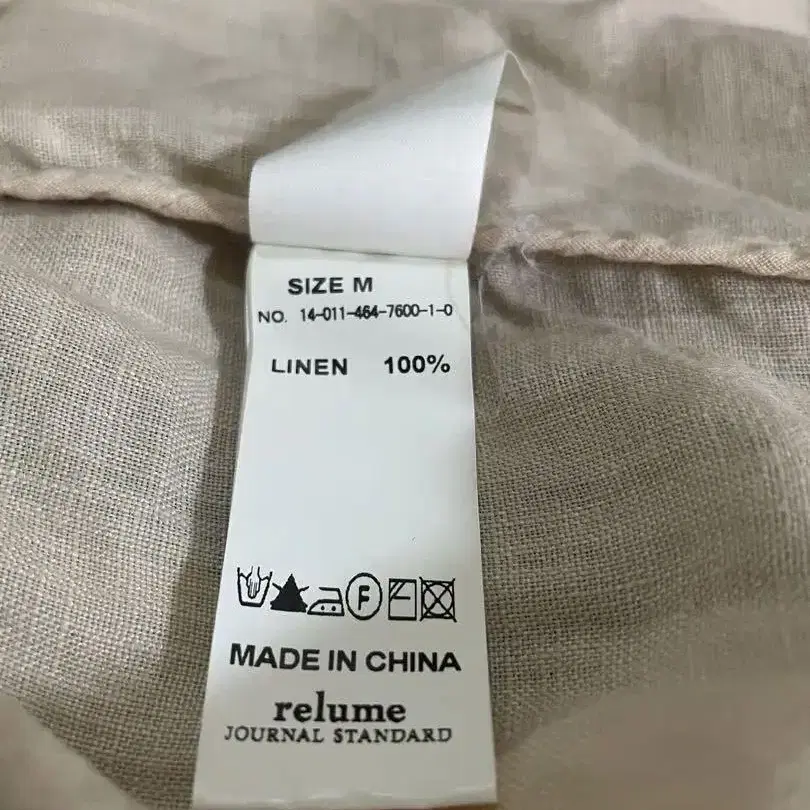 SIZE M
NO. 14-011-464-7600-1-0
LINEN 100%
F
MADE IN CHINA
relume
JOURNAL STANDARD